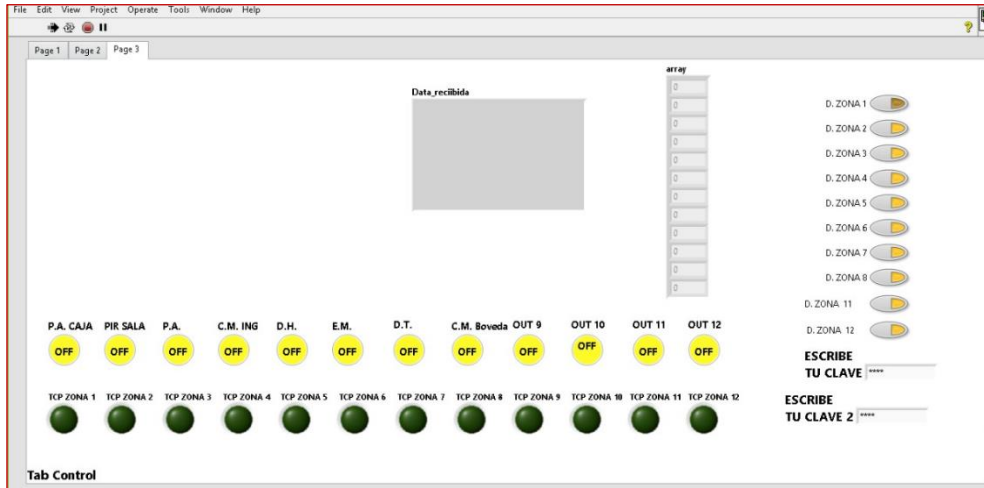 File Edit View Project Operate Tools Window Help
Page 1 Page 2 Page 3
array
Data_reciibida
0
0
0
0
0
0
0
0
0
0
0
0
D. ZONA 1
D. ZONA 2
D. ZONA 3
D. ZONA 4
D. ZONA 5
D. ZONA 6
D. ZONA 7
D. ZONA 8
D. ZONA 11
D. ZONA 12
P.A. CAJA PIR SALA P.A. C.M. ING D.H. E.M. D.T. C.M. Boveda OUT 9 OUT 10 OUT 11 OUT 12
OFF OFF OFF OFF OFF OFF OFF OFF OFF OFF OFF OFF
ESCRIBE
TU CLAVE ****
TCP ZONA 1 TCP ZONA 2 TCP ZONA 3 TCP ZONA 4 TCP ZONA 5 TCP ZONA 6 TCP ZONA 7 TCP ZONA 8 TCP ZONA 9 TCP ZONA 10 TCP ZONA 11 TCP ZONA 12
ESCRIBE
TU CLAVE 2 ****
Tab Control